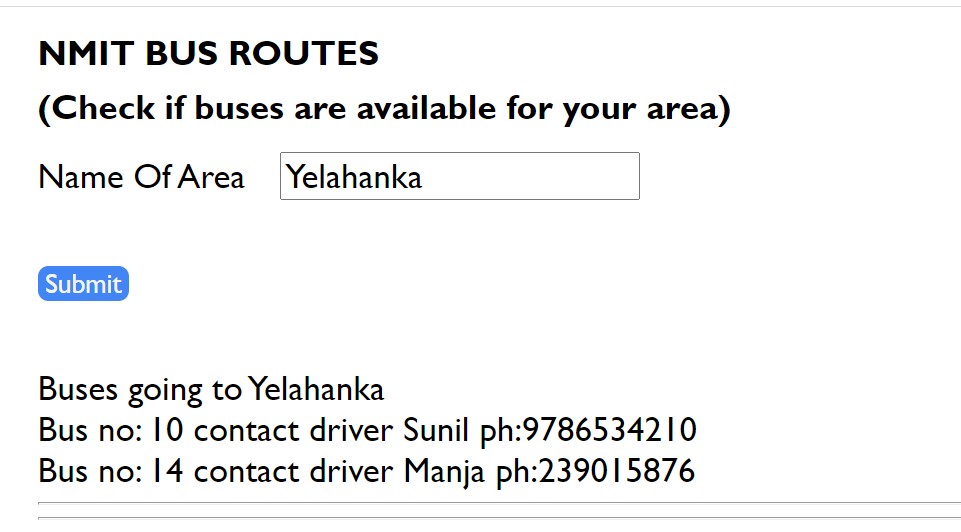 NMIT BUS ROUTES
(Check if buses are available for your area)
Name Of Area Yelahanka
Submit
Buses going to Yelahanka
Bus no: 10 contact driver Sunil ph:9786534210
Bus no: 14 contact driver Manja ph:239015876